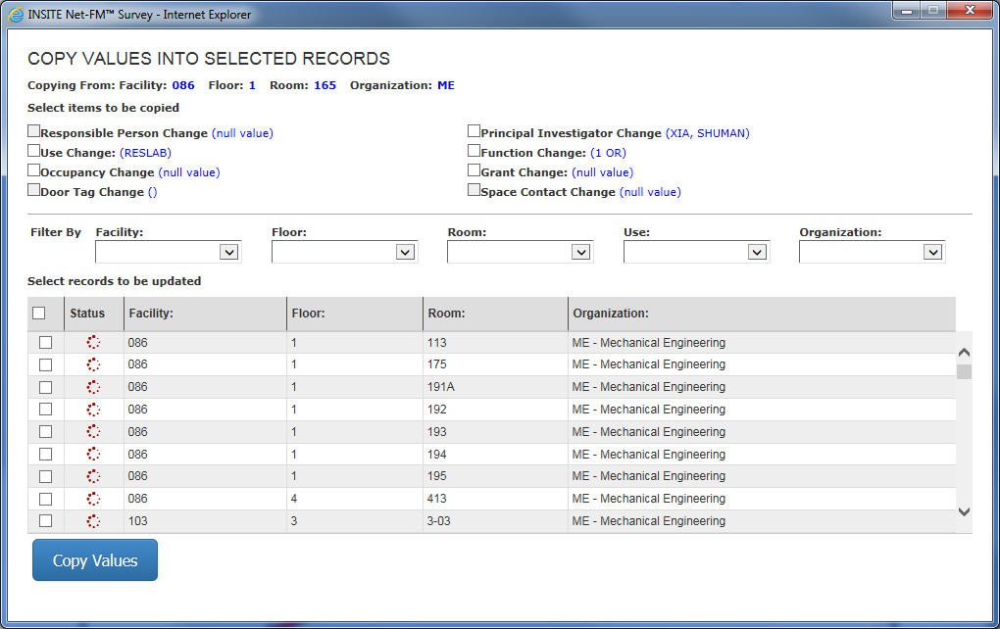 INSITE Net-FM™ Survey - Internet Explorer
COPY VALUES INTO SELECTED RECORDS
Copying From: Facility: 086 Floor: 1 Room: 165 Organization: ME
Select items to be copied
Responsible Person Change (null value) Principal Investigator Change (XIA, SHUMAN)
Use Change: (RESLAB) Function Change: (1 OR)
Occupancy Change (null value) Grant Change: (null value)
Door Tag Change () Space Contact Change (null value)
Filter By Facility: Floor: Room: Use: Organization:
Select records to be updated
Status Facility: Floor: Room: Organization:
086 1 113 ME - Mechanical Engineering
086 1 175 ME - Mechanical Engineering
086 1 191A ME - Mechanical Engineering
086 1 192 ME - Mechanical Engineering
086 1 193 ME - Mechanical Engineering
086 1 194 ME - Mechanical Engineering
086 1 195 ME - Mechanical Engineering
086 4 413 ME - Mechanical Engineering
103 3 3-03 ME - Mechanical Engineering
Copy Values